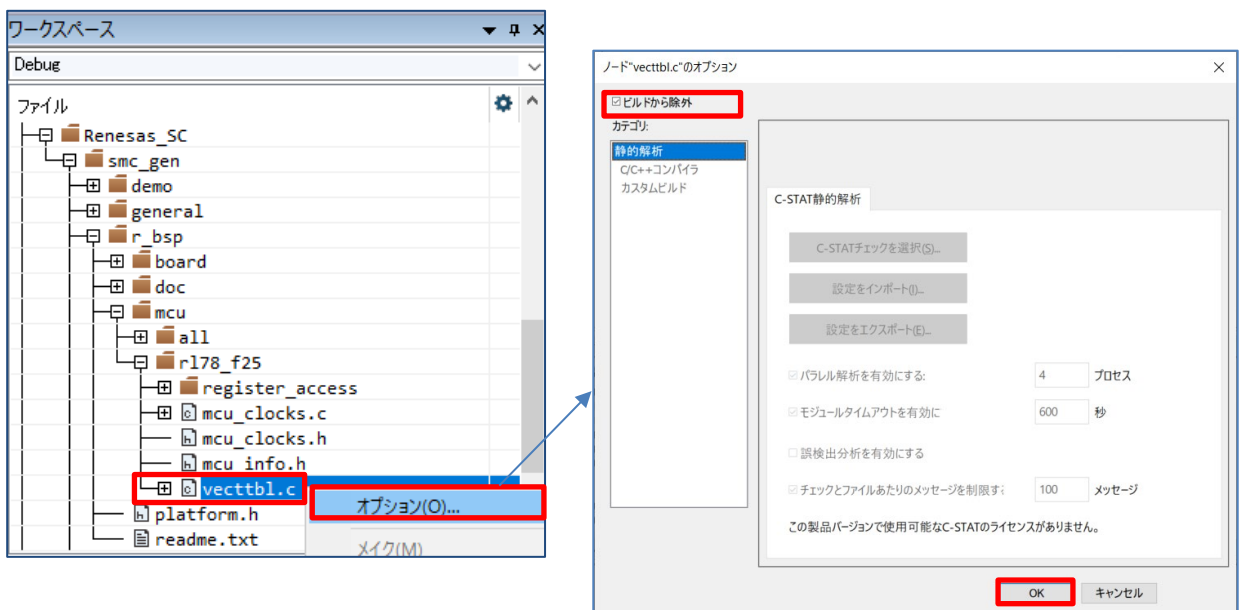 ワークスペース
Debug
ファイル
Renesas_SC
smc_gen
demo
general
r_bsp
board
doc
mcu
all
rl78_f25
register_access
mcu_clocks.c
mcu_clocks.h
mcu_info.h
vecttbl.c
platform.h
readme.txt
オプション(O)...
メイク(M)
ノード"vecttbl.c"のオプション
ビルドから除外
カテゴリ:
静的解析
C/C++コンパイラ
カスタムビルド
C-STAT静的解析
C-STATチェックを選択(S)...
設定をインポート(I)...
設定をエクスポート(E)...
パラレル解析を有効にする: 4 プロセス
モジュールタイムアウトを有効に 600 秒
誤検出分析を有効にする
チェックとファイルあたりのメッセージを制限す 100 メッセージ
この製品バージョンで使用可能なC-STATのライセンスがありません。
OK キャンセル